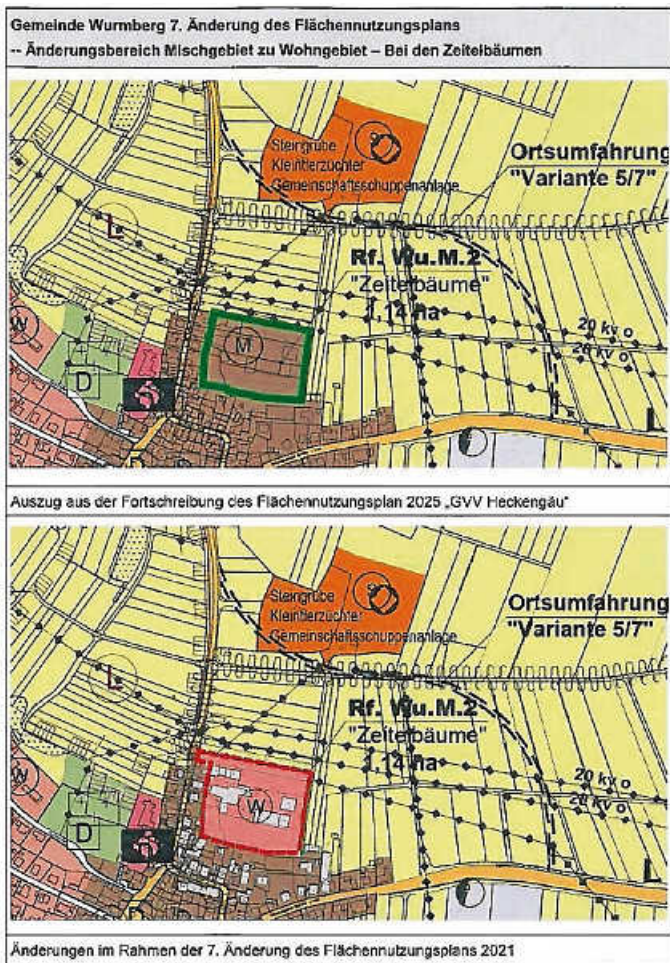 Gemeinde Wurmberg 7. Änderung des Flächennutzungsplans
-- Änderungsbereich Mischgebiet zu Wohngebiet – Bei den Zeitelbäumen
Steingrube
Kleintierzüchter
Gemeinschaftsschuppenanlage
Ortsumfahrung
"Variante 5/7"
L
Rf. Wu.M.2
"Zeitelbäume"
1,14 ha
20 kv o
20 kv o
W
M
D
L
D
Auszug aus der Fortschreibung des Flächennutzungsplan 2025 „GVV Heckengäu"
Steingrube
Kleintierzüchter
Gemeinschaftsschuppenanlage
Ortsumfahrung
"Variante 5/7"
L
Rf. Wu.M.2
"Zeitelbäume"
1,14 ha
20 kv o
20 kv o
W
W
D
L
D
Änderungen im Rahmen der 7. Änderung des Flächennutzungsplans 2021